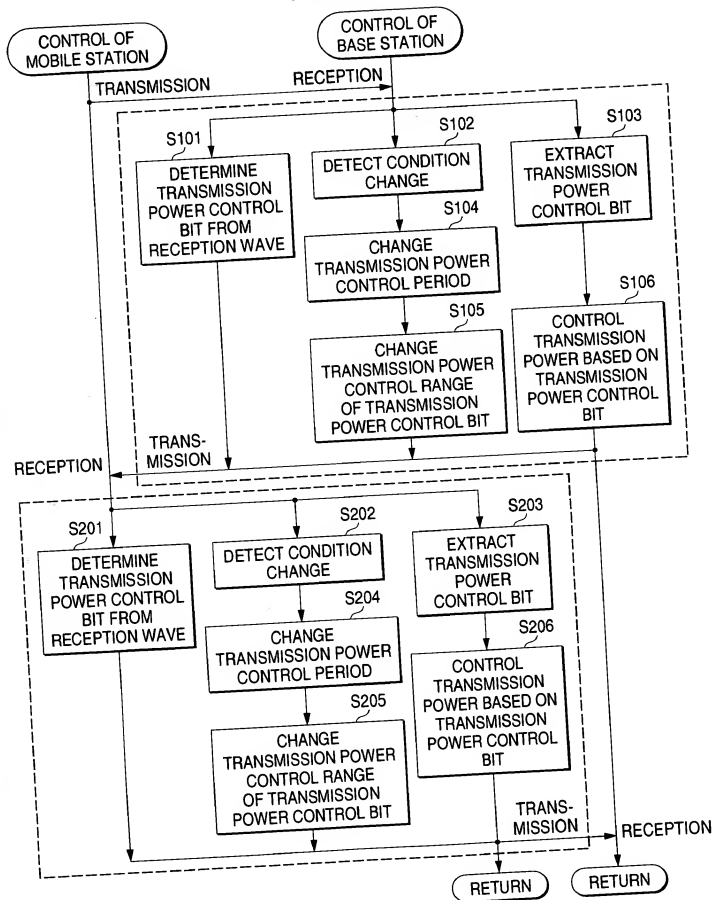 CONTROL OF
MOBILE STATION
CONTROL OF
BASE STATION
TRANSMISSION
RECEPTION
S101
DETERMINE
TRANSMISSION
POWER CONTROL
BIT FROM
RECEPTION WAVE
S102
DETECT CONDITION
CHANGE
S103
EXTRACT
TRANSMISSION
POWER
CONTROL BIT
S104
CHANGE
TRANSMISSION POWER
CONTROL PERIOD
S105
CHANGE
TRANSMISSION POWER
CONTROL RANGE
OF TRANSMISSION
POWER CONTROL BIT
S106
CONTROL
TRANSMISSION
POWER BASED ON
TRANSMISSION
POWER CONTROL
BIT
RECEPTION
TRANS-
MISSION
S201
DETERMINE
TRANSMISSION
POWER CONTROL
BIT FROM
RECEPTION WAVE
S202
DETECT CONDITION
CHANGE
S203
EXTRACT
TRANSMISSION
POWER
CONTROL BIT
S204
CHANGE
TRANSMISSION POWER
CONTROL PERIOD
S205
CHANGE
TRANSMISSION POWER
CONTROL RANGE
OF TRANSMISSION
POWER CONTROL BIT
S206
CONTROL
TRANSMISSION
POWER BASED ON
TRANSMISSION
POWER CONTROL
BIT
TRANS-
MISSION
RECEPTION
RETURN
RETURN